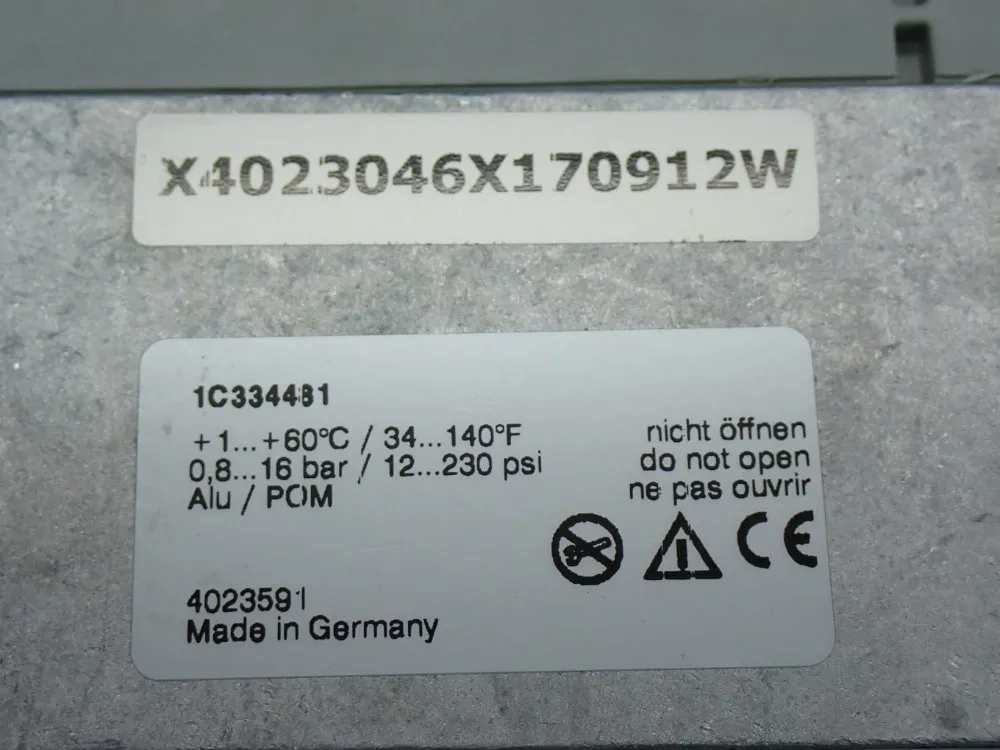 X4023046X170912W
1C334481
+1...+60°C / 34...140°F
0,8...16 bar / 12...230 psi
Alu / POM
nicht öffnen
do not open
ne pas ouvrir
CE
4023591
Made in Germany